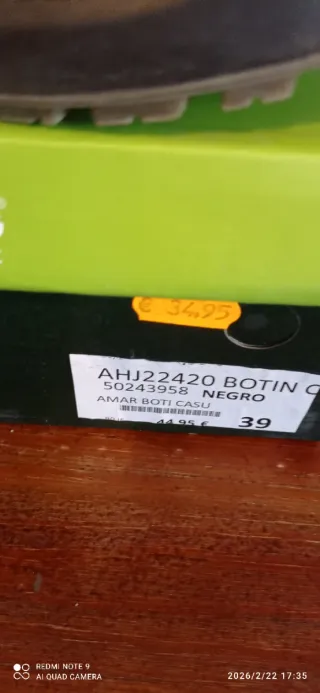 € 34,95
AHJ22420 BOTIN C
50243958 NEGRO
AMAR BOTI CASU
44,95 € 39
REDMI NOTE 9
AI QUAD CAMERA
2026/2/22 17:35